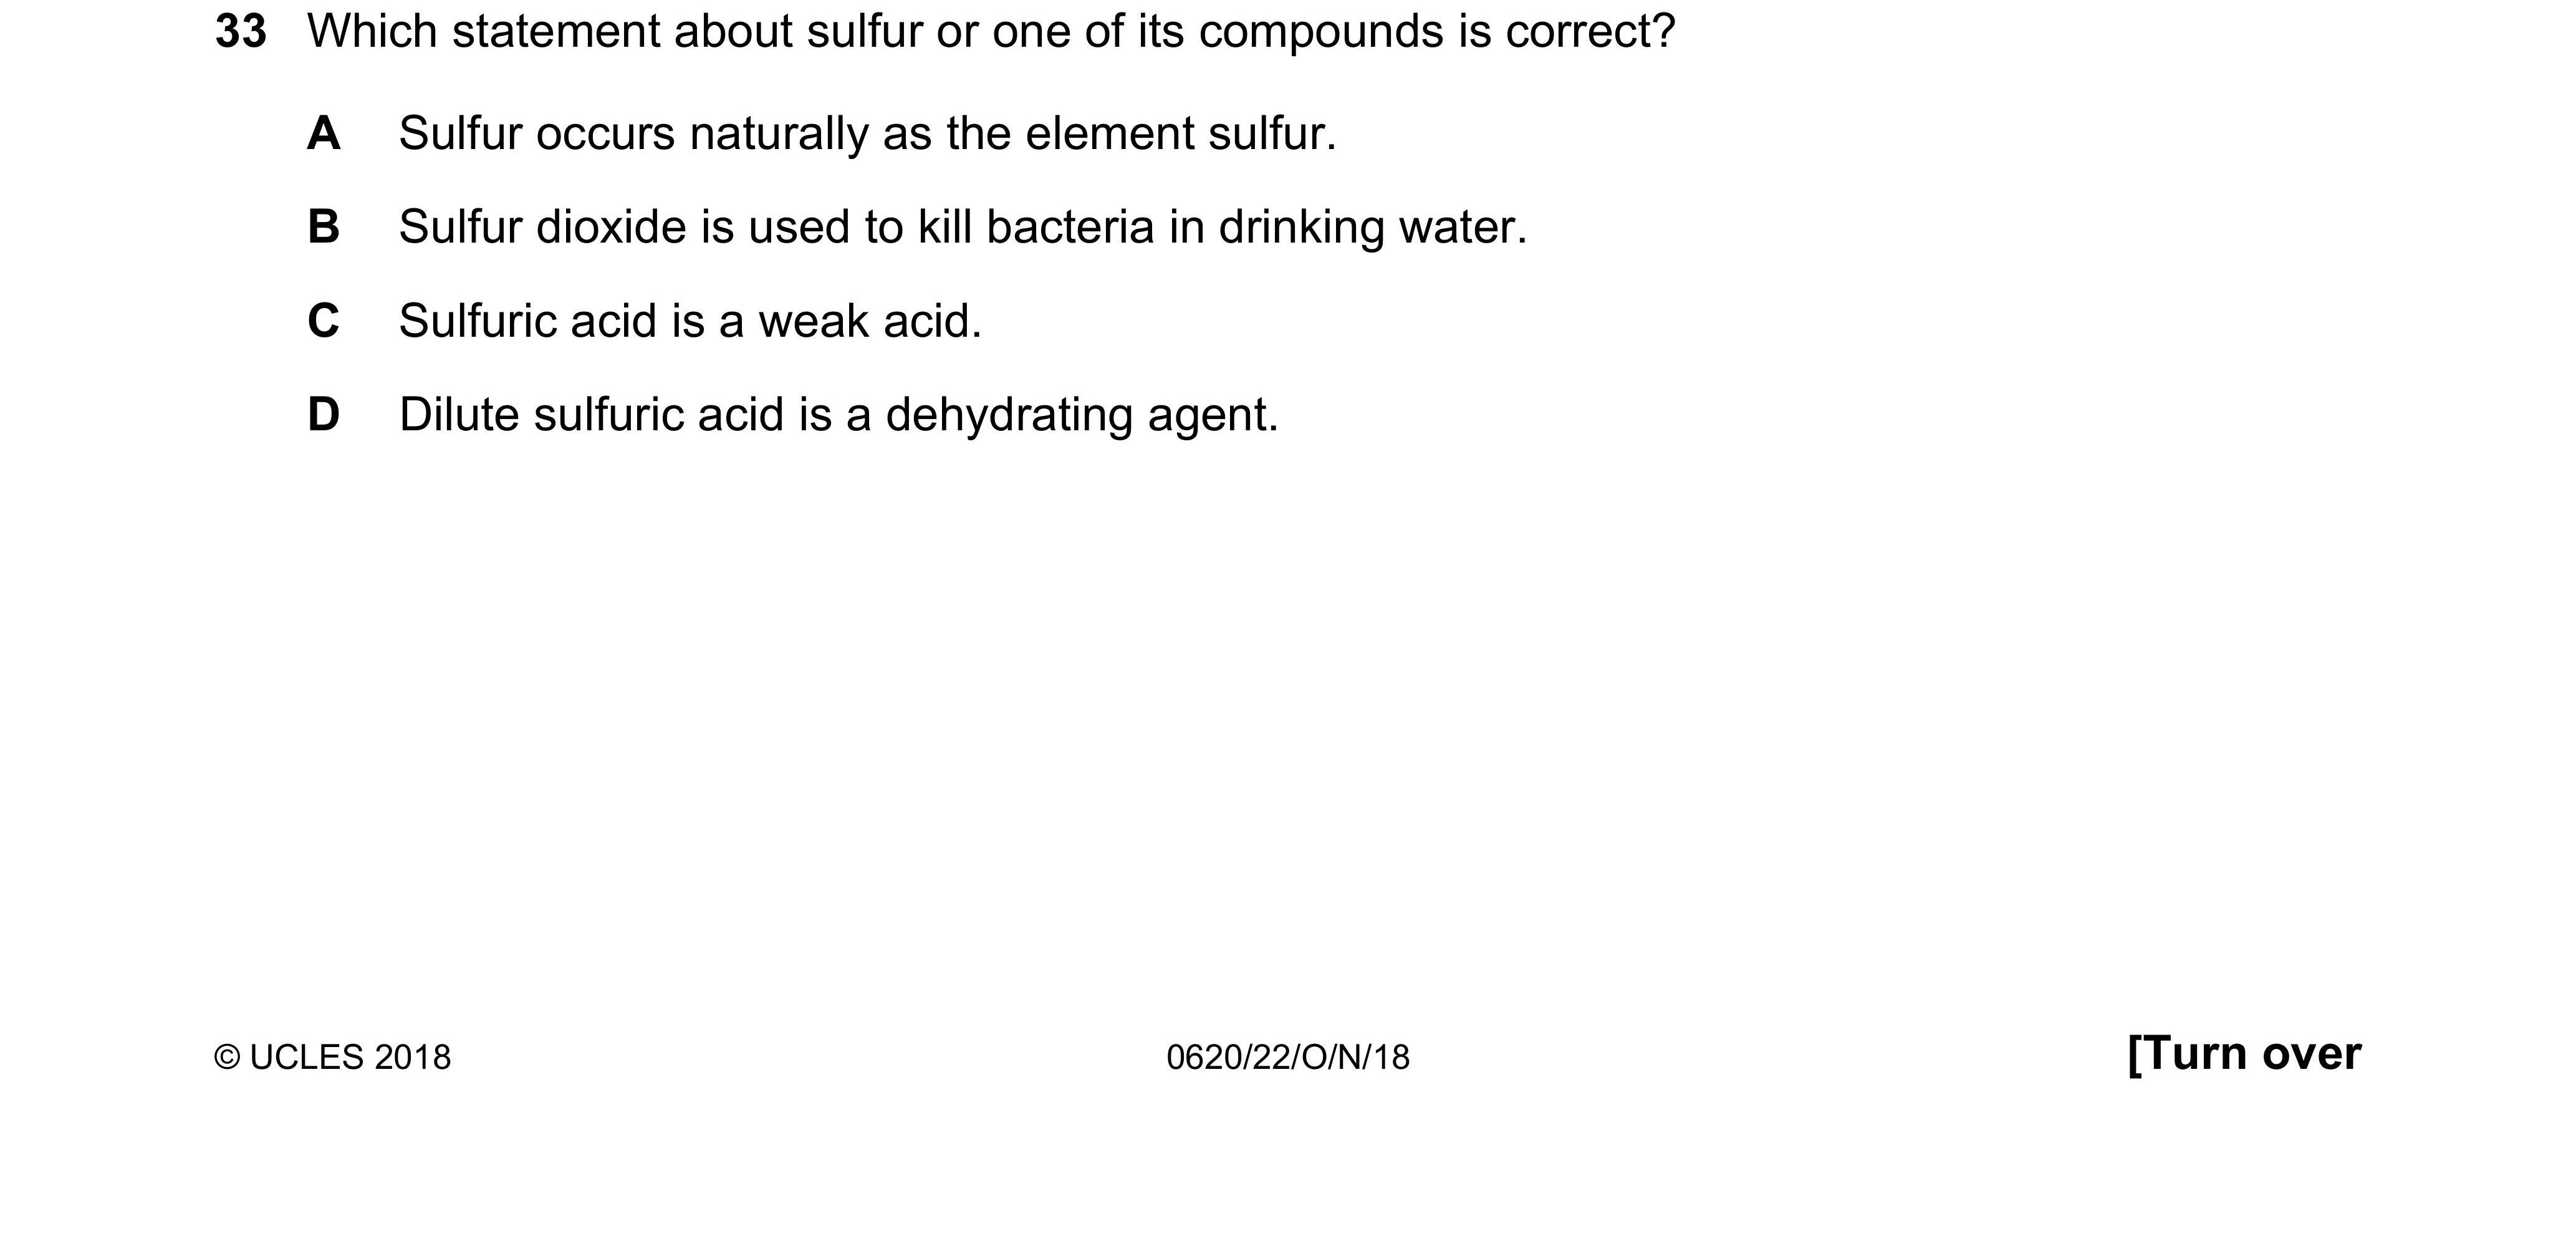 33 Which statement about sulfur or one of its compounds is correct?
A Sulfur occurs naturally as the element sulfur.
B Sulfur dioxide is used to kill bacteria in drinking water.
C Sulfuric acid is a weak acid.
D Dilute sulfuric acid is a dehydrating agent.
© UCLES 2018 0620/22/O/N/18 [Turn over